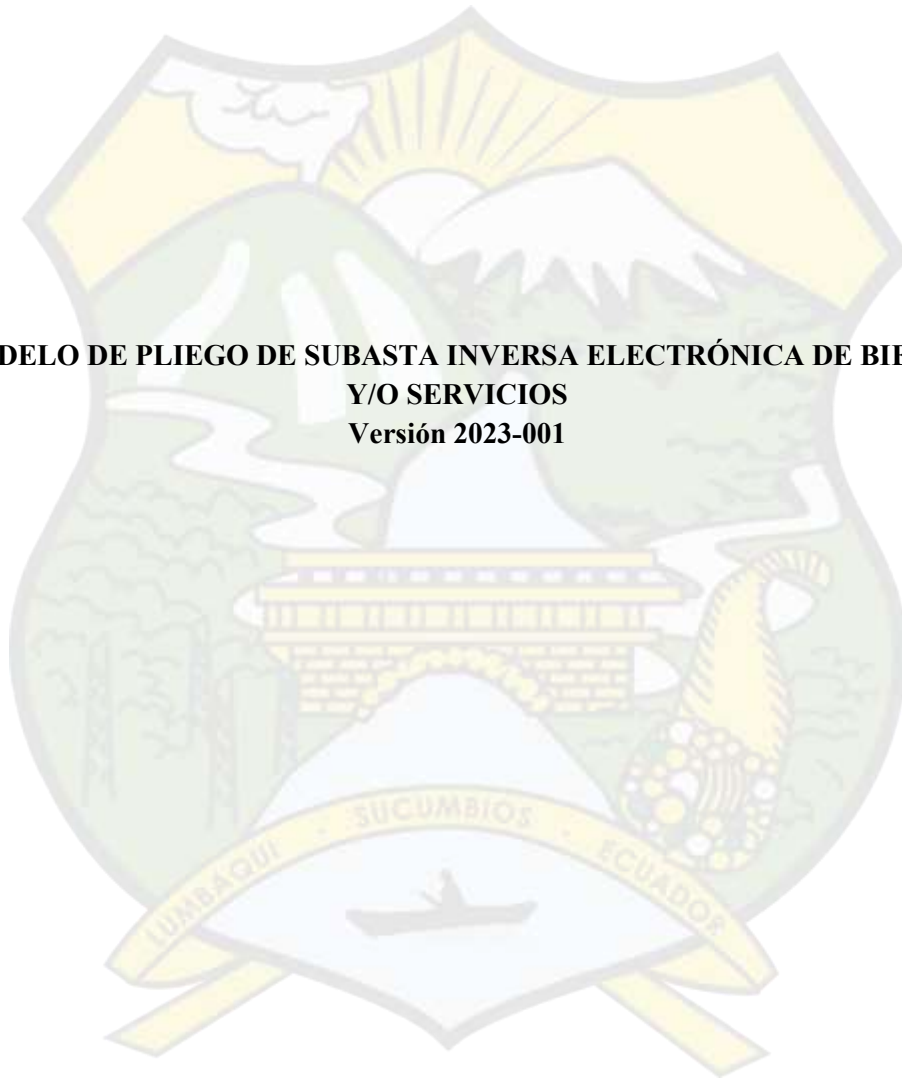 DELO DE PLIEGO DE SUBASTA INVERSA ELECTRÓNICA DE BIE
Y/O SERVICIOS
Versión 2023-001
LUMBAQUI · SUCUMBIOS · ECUADOR